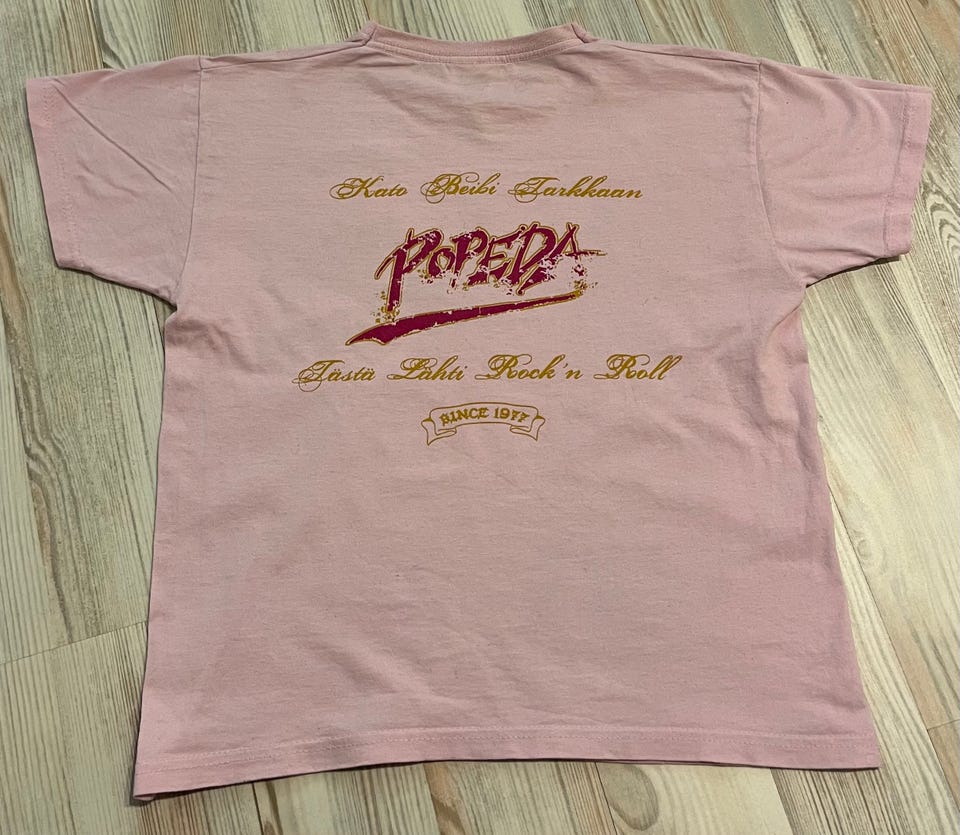 Kato Beibi Tarkkaan
POPEDA
Tästä Lähti Rock'n Roll
SINCE 1977